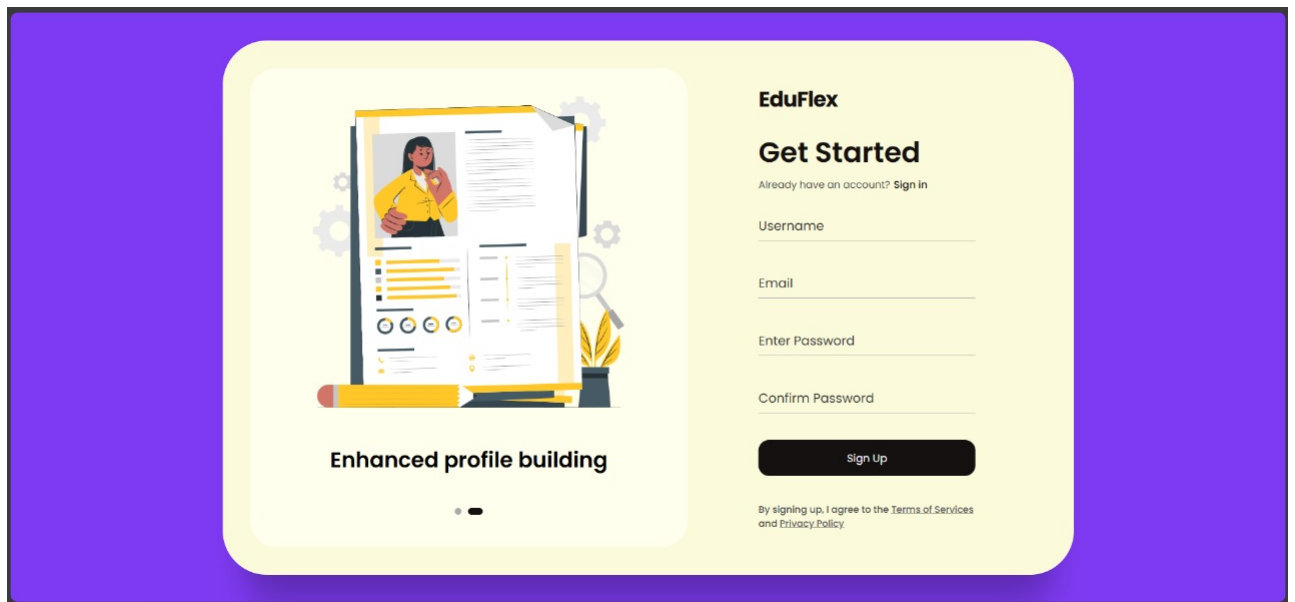 Enhanced profile building
EduFlex
Get Started
Already have an account? Sign in
Username
Email
Enter Password
Confirm Password
Sign Up
By signing up, I agree to the Terms of Services
and Privacy Policy